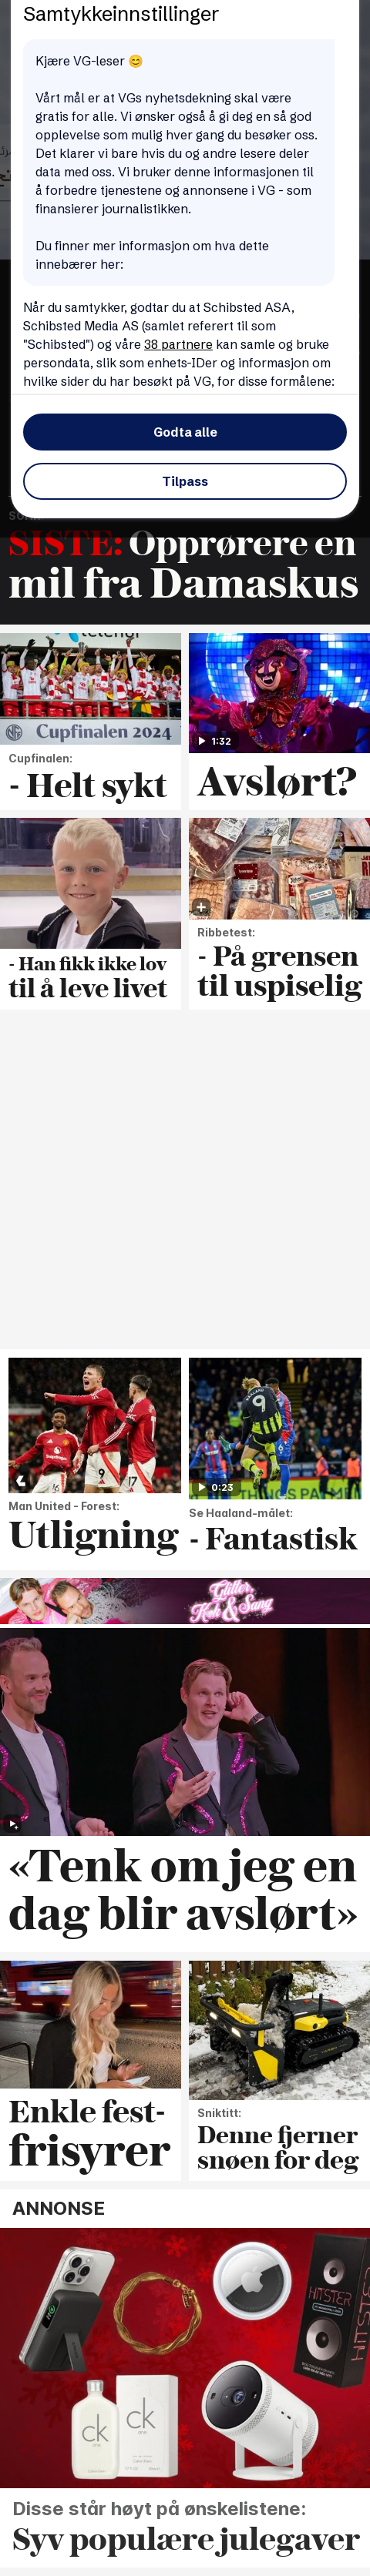 Samtykkeinnstillinger
Kjære VG-leser 😊
Vårt mål er at VGs nyhetsdekning skal være
gratis for alle. Vi ønsker også å gi deg en så god
opplevelse som mulig hver gang du besøker oss.
Det klarer vi bare hvis du og andre lesere deler
data med oss. Vi bruker denne informasjonen til
å forbedre tjenestene og annonsene i VG - som
finansierer journalistikken.
Du finner mer informasjon om hva dette
innebærer her:
Når du samtykker, godtar du at Schibsted ASA,
Schibsted Media AS (samlet referert til som
"Schibsted") og våre 38 partnere kan samle og bruke
persondata, slik som enhets-IDer og informasjon om
hvilke sider du har besøkt på VG, for disse formålene:
Godta alle
Tilpass
SISTE: Opprørere en
mil fra Damaskus
Cupfinalen 2024
1:32
Cupfinalen:
- Helt sykt
Avslørt?
- Han fikk ikke lov
til å leve livet
Ribbetest:
- På grensen
til uspiselig
0:23
Man United - Forest:
Utligning
Se Haaland-målet:
- Fantastisk
Glitter,
Kok
& Sang
«Tenk om jeg en
dag blir avslørt»
Enkle fest-
frisyrer
Sniktitt:
Denne fjerner
snøen for deg
ANNONSE
HITSTER
ck
one
ck
one
Disse står høyt på ønskelistene:
Syv populære julegaver